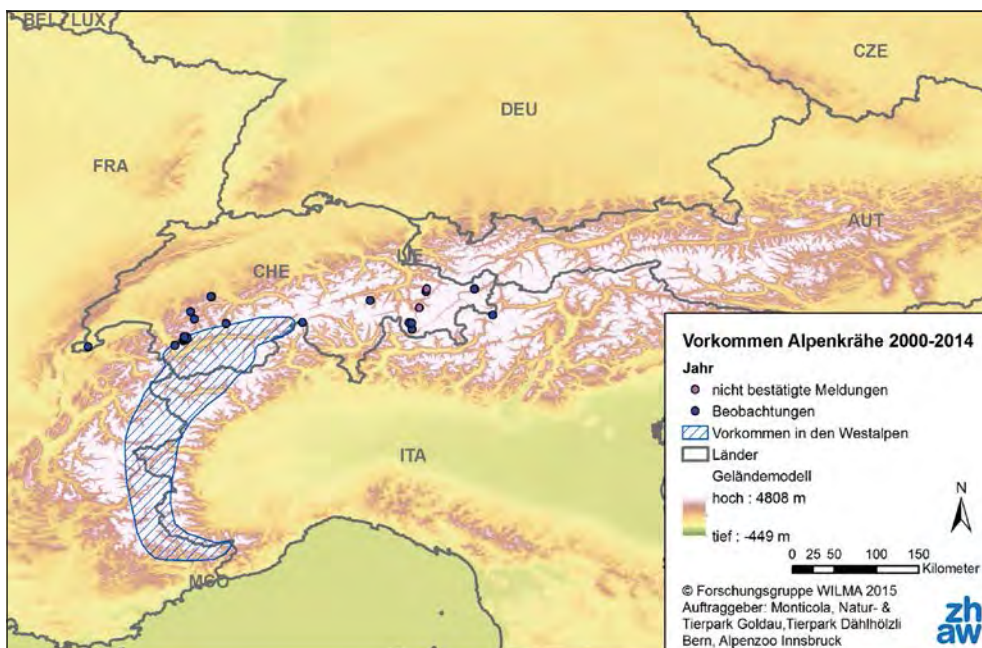 BEL
LUX
CZE
DEU
FRA
AUT
LIE
CHE
ITA
MCO
Vorkommen Alpenkrähe 2000-2014
Jahr
nicht bestätigte Meldungen
Beobachtungen
Vorkommen in den Westalpen
Länder
Geländemodell
hoch : 4808 m
tief : -449 m
N
0 25 50 100 150
Kilometer
© Forschungsgruppe WILMA 2015
Auftraggeber: Monticola, Natur- &
Tierpark Goldau,Tierpark Dählhölzli
Bern, Alpenzoo Innsbruck
zh
aw